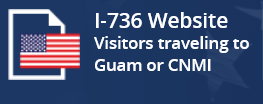 I-736 Website
Visitors traveling to
Guam or CNMI